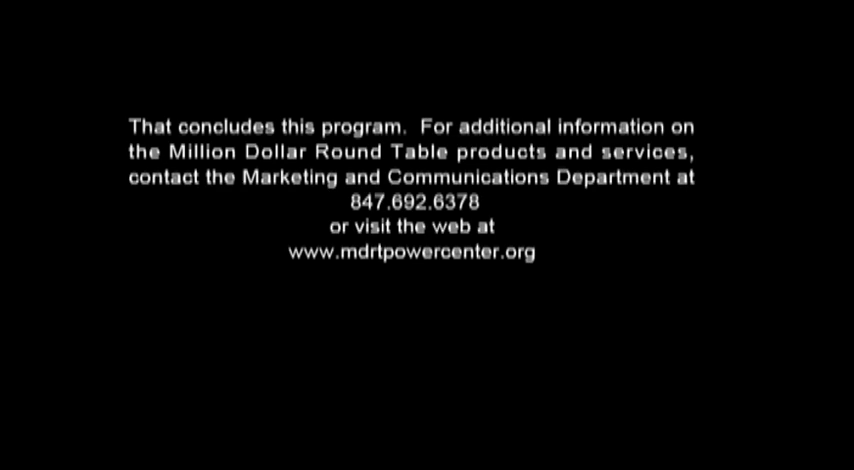 That concludes this program. For additional information on
the Million Dollar Round Table products and services,
contact the Marketing and Communications Department at
847.692.6378
or visit the web at
www.mdrtpowercenter.org